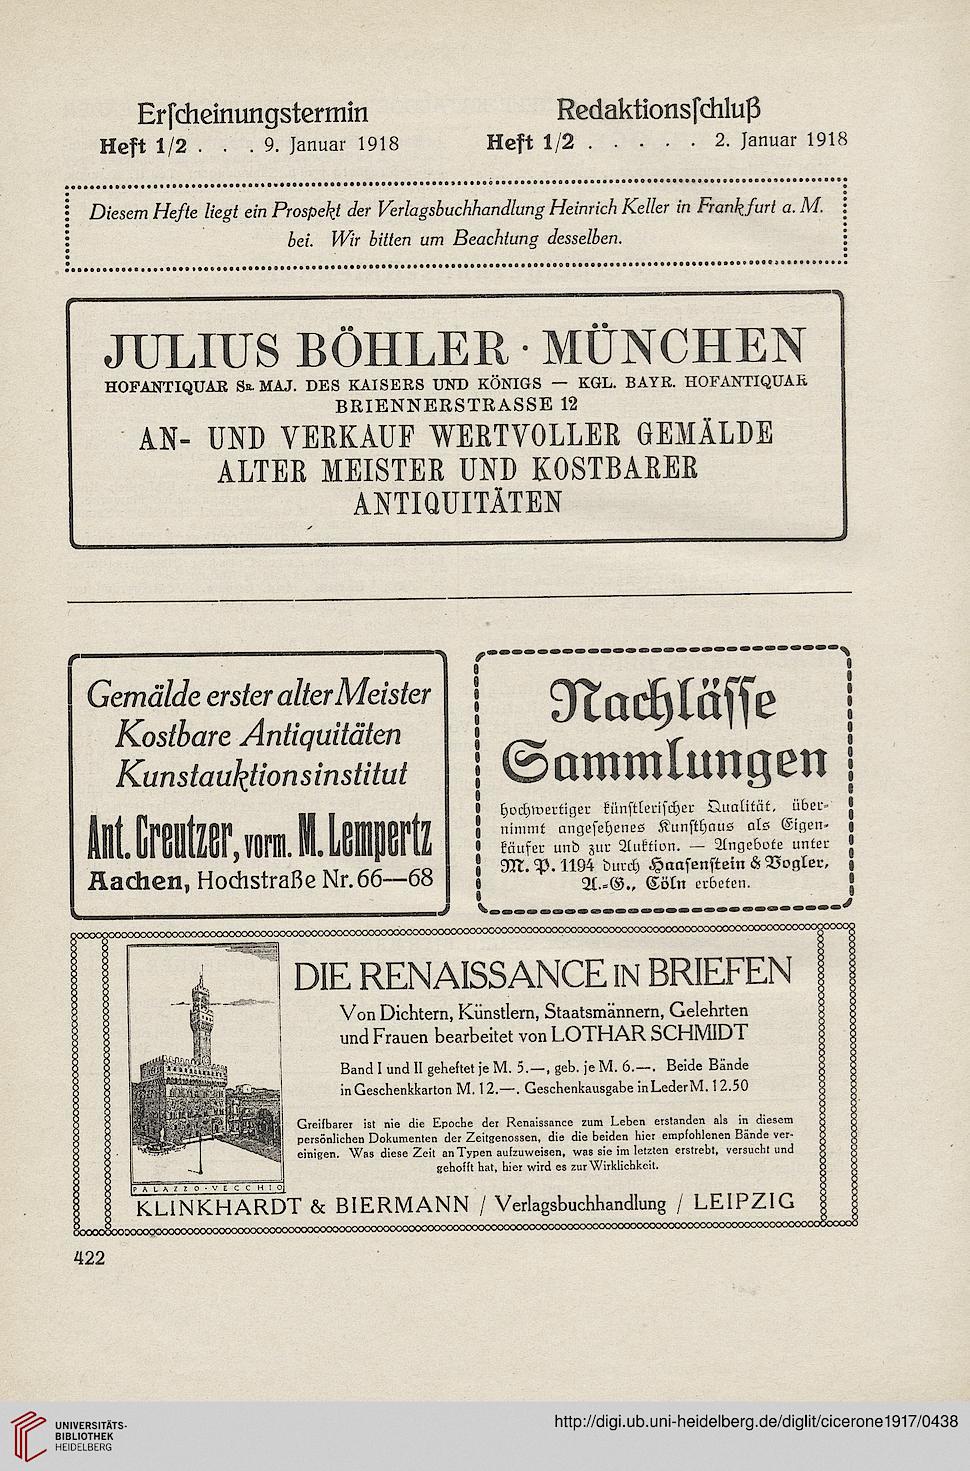 Erſcheinungstermin
Heft 1/2 . . . 9. Januar 1918
Redaktionsſchluß
Heft 1/2 . . . . . 2. Januar 1918
Diesem Hefte liegt ein Prospekt der Verlagsbuchhandlung Heinrich Keller in Frankfurt a. M.
bei. Wir bitten um Beachtung desselben.
JULIUS BÖHLER · MÜNCHEN
HOFANTIQUAR SR. MAJ. DES KAISERS UND KÖNIGS — KGL. BAYR. HOFANTIQUAR
BRIENNERSTRASSE 12
AN- UND VERKAUF WERTVOLLER GEMÄLDE
ALTER MEISTER UND KOSTBARER
ANTIQUITÄTEN
Gemälde erster alter Meister
Kostbare Antiquitäten
Kunstauktionsinstitut
Ant. Creutzer, vorm. M. Lempertz
Aachen, Hochstraße Nr. 66—68
Nachläſſe
Sammlungen
hochwertiger künſtleriſcher Qualität, über-
nimmt angeſehenes Kunſthaus als Eigen-
käufer und zur Auktion. — Angebote unter
M. P. 1194 durch Haaſenſtein & Vogler,
A.=G., Cöln erbeten.
DIE RENAISSANCE IN BRIEFEN
Von Dichtern, Künstlern, Staatsmännern, Gelehrten
und Frauen bearbeitet von LOTHAR SCHMIDT
Band I und II geheftet je M. 5.—, geb. je M. 6.—. Beide Bände
in Geschenkkarton M. 12.—. Geschenkausgabe in Leder M. 12.50
Greifbarer ist nie die Epoche der Renaissance zum Leben erstanden als in diesem
persönlichen Dokumenten der Zeitgenossen, die die beiden hier empfohlenen Bände ver-
einigen. Was diese Zeit an Typen aufzuweisen, was sie im letzten erstrebt, versucht und
gehofft hat, hier wird es zur Wirklichkeit.
PALAZZO·VECCHIO
KLINKHARDT & BIERMANN / Verlagsbuchhandlung / LEIPZIG
422
UNIVERSITÄTS-
BIBLIOTHEK
HEIDELBERG
http://digi.ub.uni-heidelberg.de/diglit/cicerone1917/0438